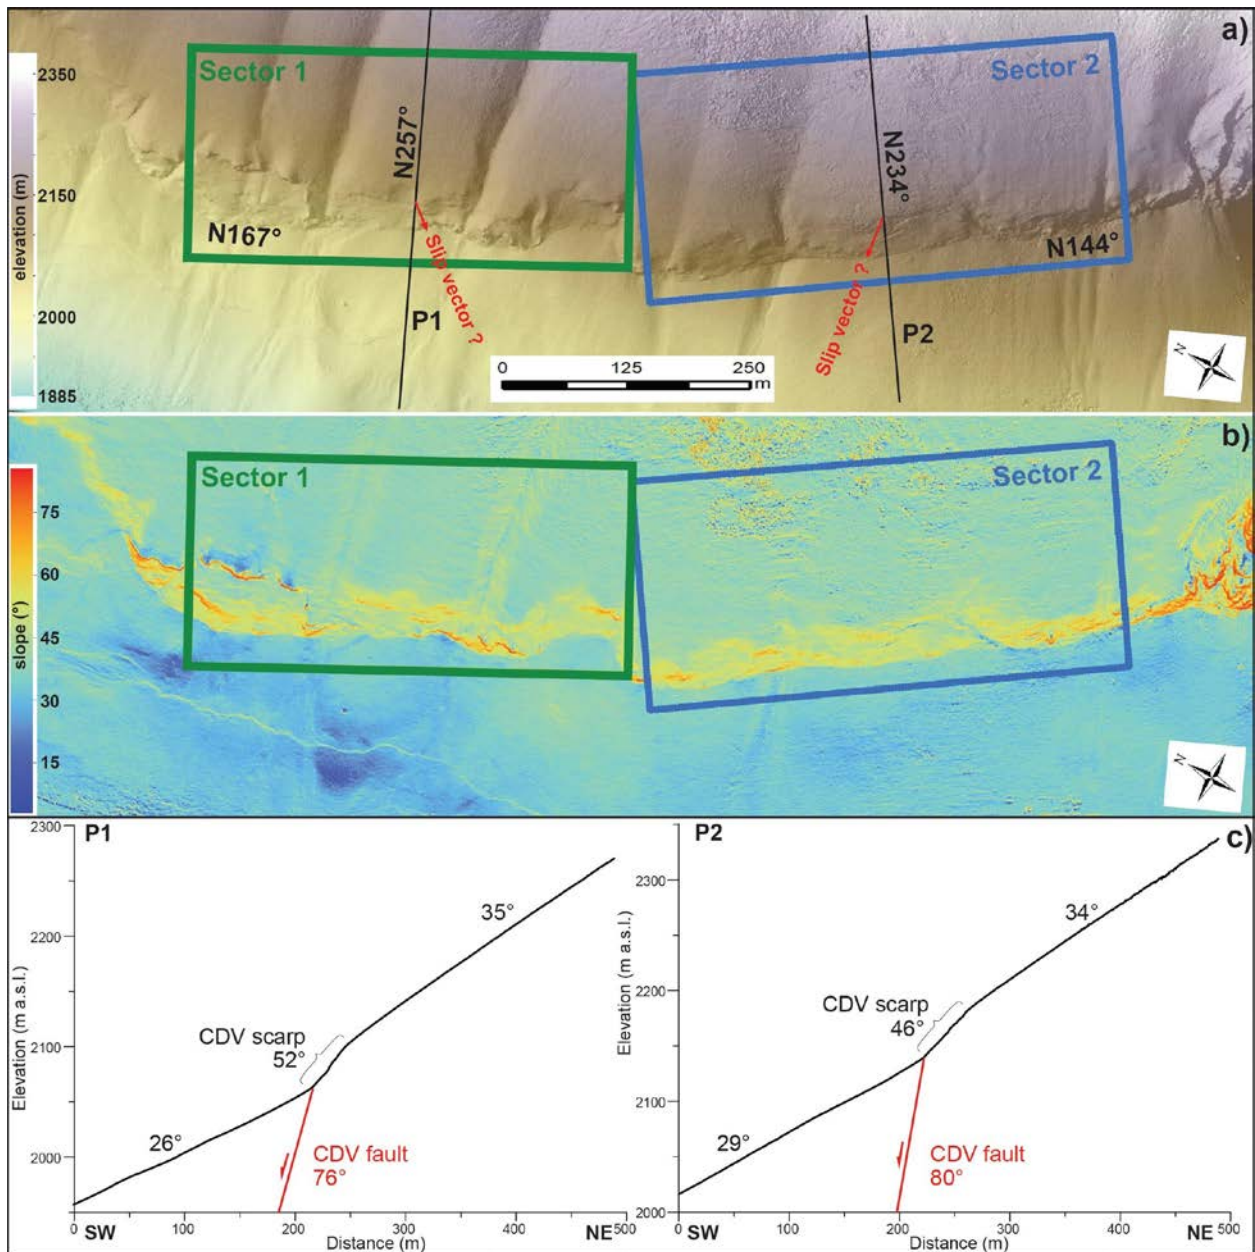 a)
Sector 1
Sector 2
2350
2150
2000
1885
elevation (m)
N257°
N234°
N167°
N144°
Slip vector ?
Slip vector ?
P1
P2
0 125 250
m
N
b)
Sector 1
Sector 2
75
60
45
30
15
slope (°)
N
c)
P1
2300
2200
2100
2000
Elevation (m a.s.l.)
35°
CDV scarp
52°
26°
CDV fault
76°
0 100 200 300 400 500
SW
NE
Distance (m)
P2
2300
2200
2100
2000
Elevation (m a.s.l.)
34°
CDV scarp
46°
29°
CDV fault
80°
0 100 200 300 400 500
SW
NE
Distance (m)